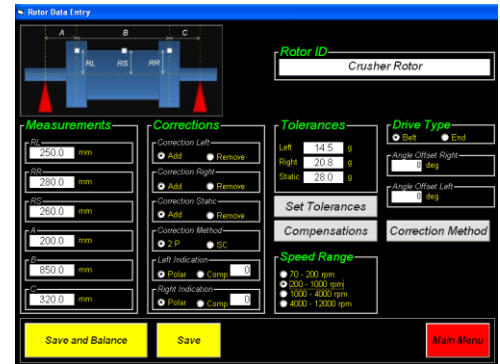 Rotor Data Entry
A B C
RL RS RR
Rotor ID
Crusher Rotor
Measurements
RL
250.0 mm
RR
280.0 mm
RS
260.0 mm
A
200.0 mm
B
850.0 mm
C
320.0 mm
Corrections
Correction Left
Add Remove
Correction Right
Add Remove
Correction Static
Add Remove
Correction Method
2 P SC
Left Indication
Polar Comp 0
Right Indication
Polar Comp 0
Tolerances
Left 14.5 g
Right 20.8 g
Static 28.0 g
Set Tolerances
Compensations
Speed Range
70 - 200 rpm
200 - 1000 rpm
1000 - 4000 rpm
4000 - 12000 rpm
Drive Type
Belt End
Angle Offset Right
0 deg
Angle Offset Left
0 deg
Correction Method
Save and Balance
Save
Main Menu